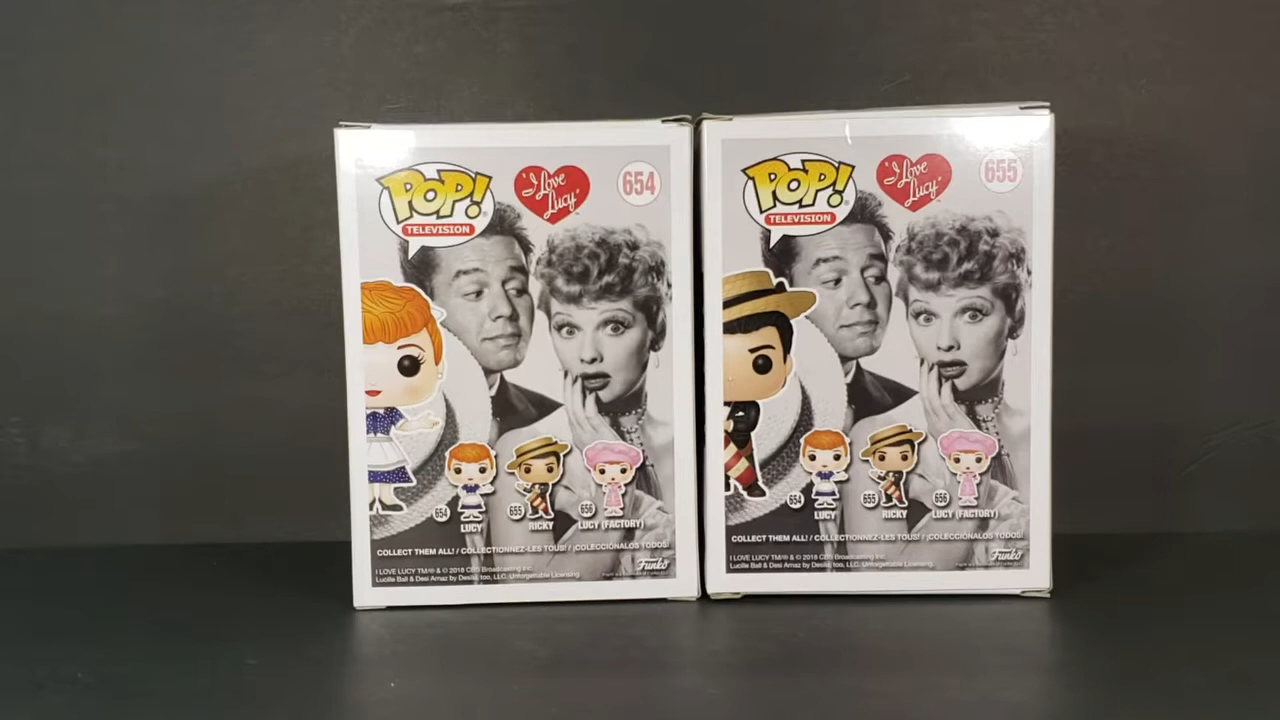 POP!
TELEVISION
"I Love Lucy"
654
654
LUCY
655
RICKY
656
LUCY (FACTORY)
COLLECT THEM ALL! / COLLECTIONNEZ-LES TOUS! / ¡COLECCIÓNALOS TODOS!
I LOVE LUCY TM/® & © 2018 CBS Broadcasting Inc.
Lucille Ball & Desi Arnaz by Desilu, too, LLC. Unforgettable Licensing.
Funko
POP!
TELEVISION
"I Love Lucy"
655
654
LUCY
655
RICKY
656
LUCY (FACTORY)
COLLECT THEM ALL! / COLLECTIONNEZ-LES TOUS! / ¡COLECCIÓNALOS TODOS!
I LOVE LUCY TM/® & © 2018 CBS Broadcasting Inc.
Lucille Ball & Desi Arnaz by Desilu, too, LLC. Unforgettable Licensing.
Funko